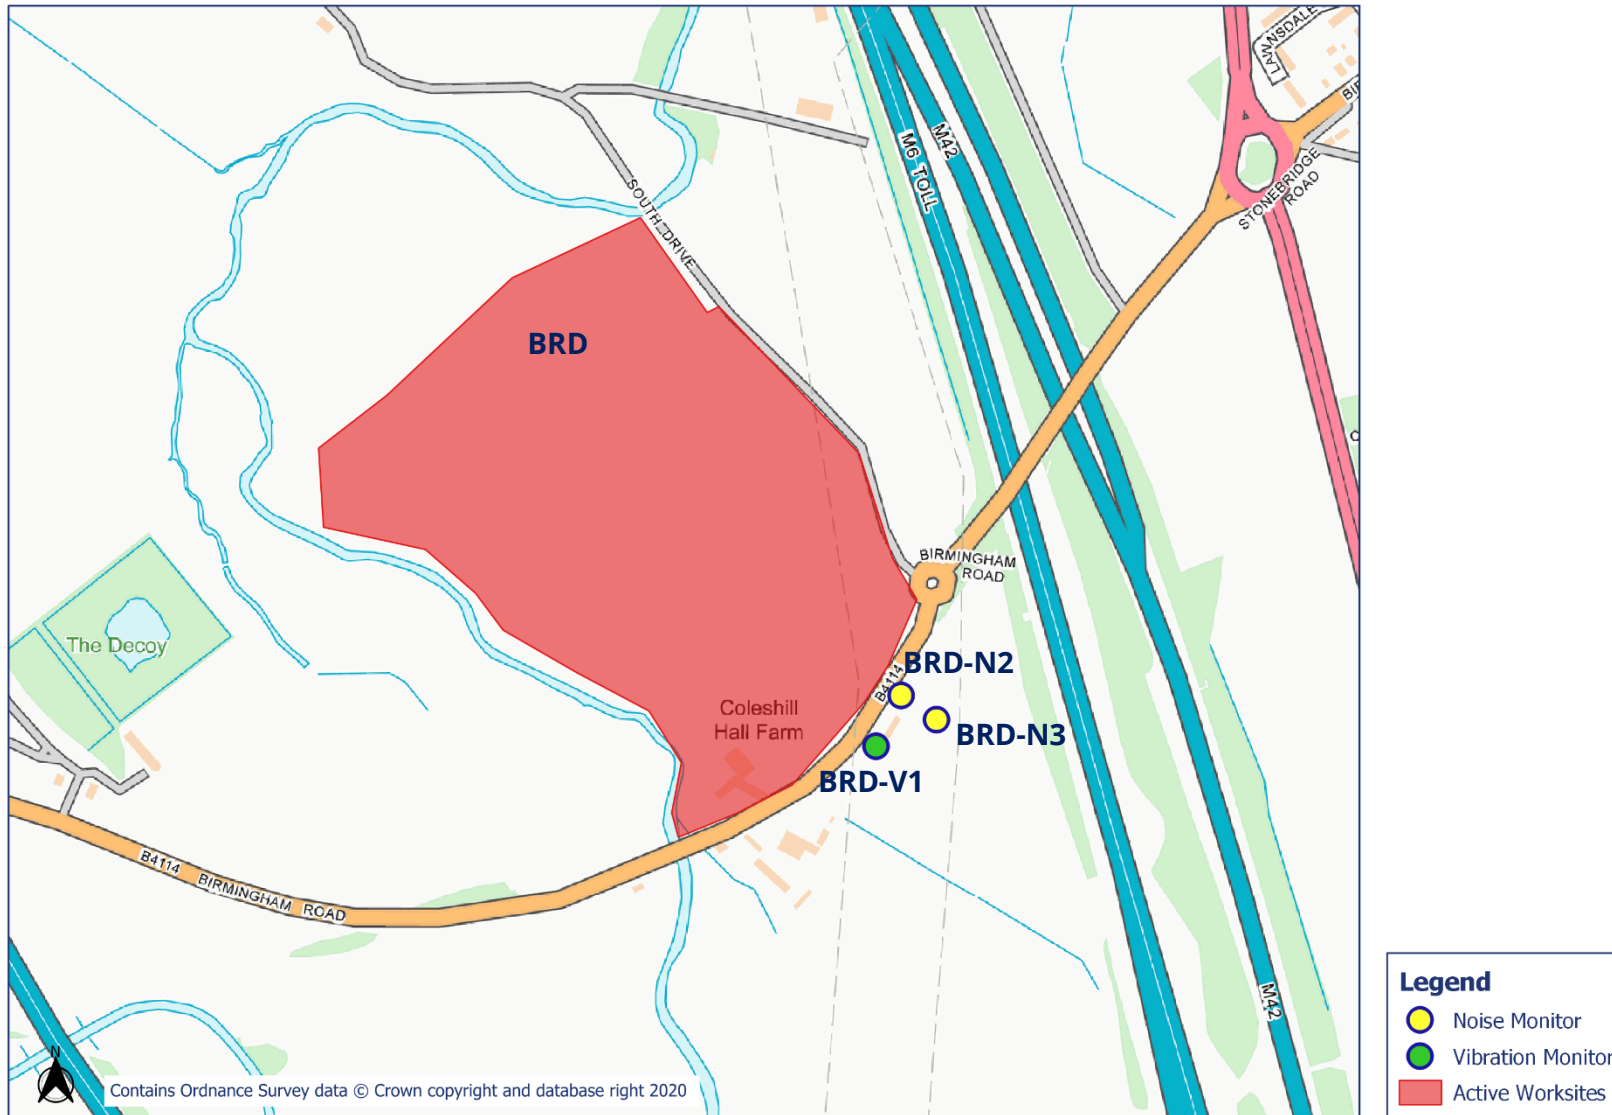 LAWNSDALE
M42
M6 TOLL
STONEBRIDGE
ROAD
SOUTH DRIVE
BRD
BIRMINGHAM
ROAD
The Decoy
BRD-N2
B4114
Coleshill
Hall Farm
BRD-N3
BRD-V1
B4114 BIRMINGHAM ROAD
M42
N
Contains Ordnance Survey data © Crown copyright and database right 2020
Legend
Noise Monitor
Vibration Monitor
Active Worksites